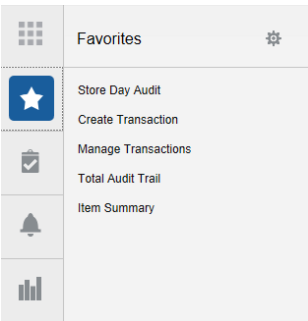 Favorites
Store Day Audit
Create Transaction
Manage Transactions
Total Audit Trail
Item Summary